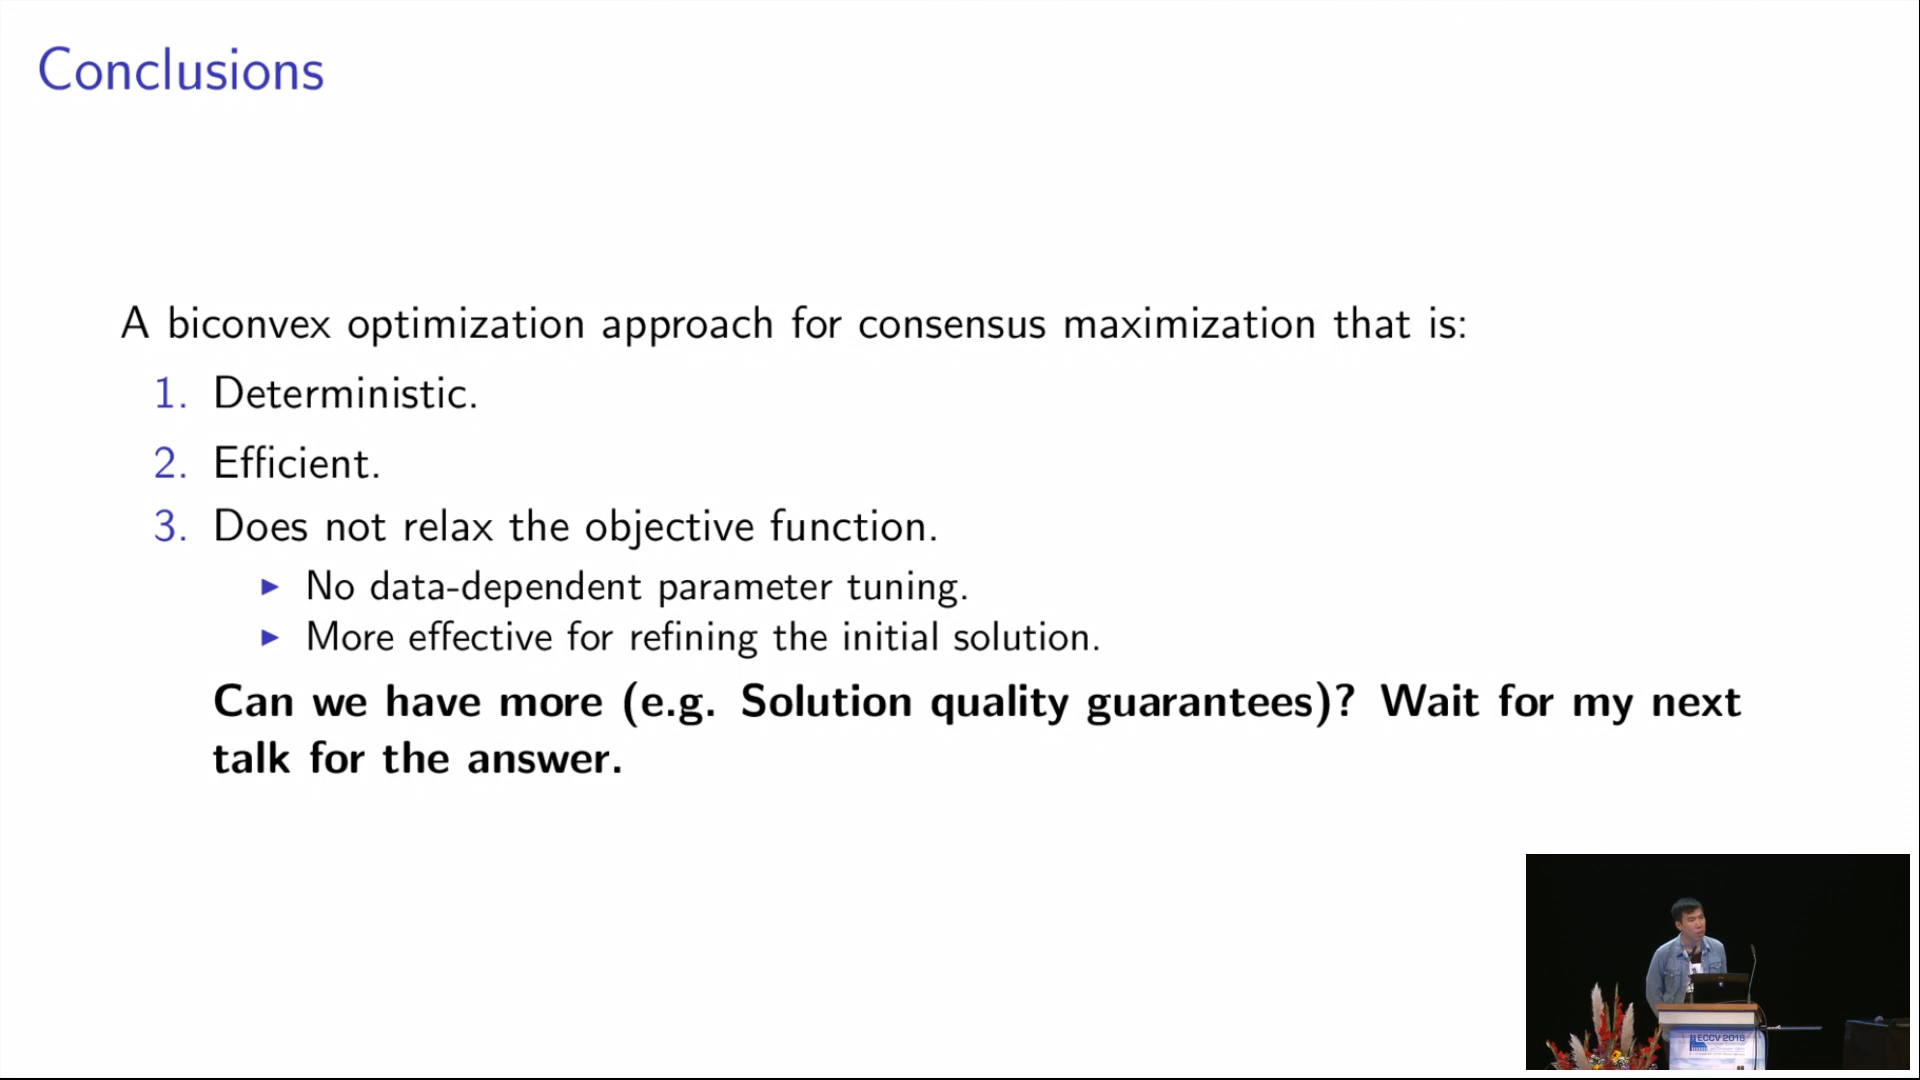 Conclusions
A biconvex optimization approach for consensus maximization that is:
1. Deterministic.
2. Efficient.
3. Does not relax the objective function.
▶ No data-dependent parameter tuning.
▶ More effective for refining the initial solution.
Can we have more (e.g. Solution quality guarantees)? Wait for my next
talk for the answer.
ECCV 2018